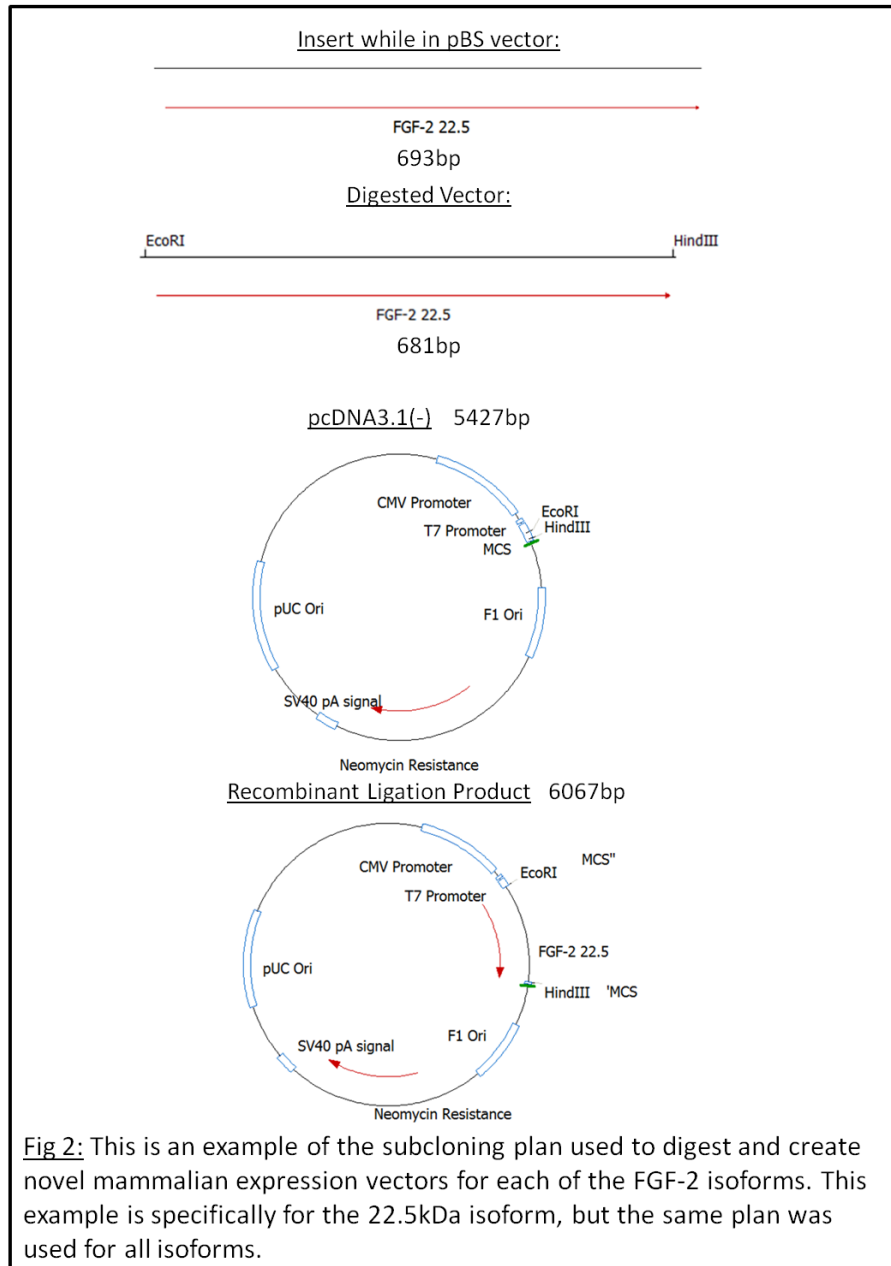 Insert while in pBS vector:
FGF-2 22.5
693bp
Digested Vector:
EcoRI
HindIII
FGF-2 22.5
681bp
pcDNA3.1(-) 5427bp
CMV Promoter
EcoRI
T7 Promoter
HindIII
MCS
pUC Ori
F1 Ori
SV40 pA signal
Neomycin Resistance
Recombinant Ligation Product 6067bp
CMV Promoter
MCS"
EcoRI
T7 Promoter
FGF-2 22.5
pUC Ori
HindIII 'MCS
SV40 pA signal
F1 Ori
Neomycin Resistance
Fig 2: This is an example of the subcloning plan used to digest and create
novel mammalian expression vectors for each of the FGF-2 isoforms. This
example is specifically for the 22.5kDa isoform, but the same plan was
used for all isoforms.